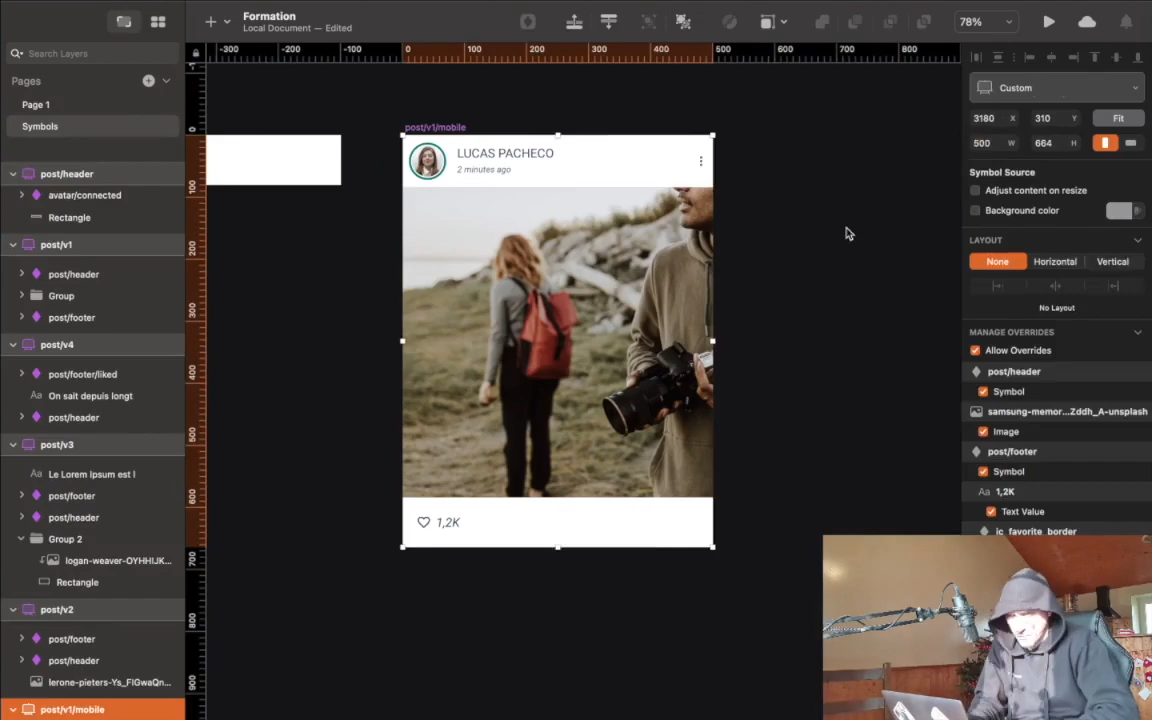 Formation
Local Document — Edited
78%
Search Layers
Pages
Page 1
Symbols
post/header
avatar/connected
Rectangle
post/v1
post/header
Group
post/footer
post/v4
post/footer/liked
On sait depuis longt
post/header
post/v3
Le Lorem Ipsum est l
post/footer
post/header
Group 2
logan-weaver-OYHHIJK...
Rectangle
post/v2
post/footer
post/header
lerone-pieters-Ys_FIGwaQn...
post/v1/mobile
-300 -200 -100 0 100 200 300 400 500 600 700 800
0
100
200
300
400
500
600
700
800
900
post/v1/mobile
LUCAS PACHECO
2 minutes ago
1,2K
Custom
3180 X 310 Y Fit
500 W 664 H
Symbol Source
Adjust content on resize
Background color
LAYOUT
None Horizontal Vertical
No Layout
MANAGE OVERRIDES
Allow Overrides
post/header
Symbol
samsung-memor...Zddh_A-unsplash
Image
post/footer
Symbol
Aa 1,2K
Text Value
ic_favorite_border